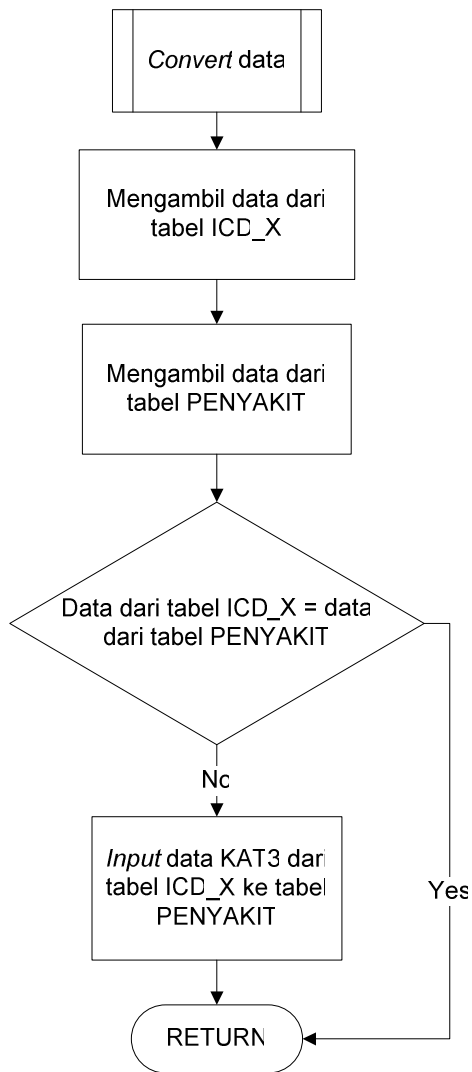 Convert data
Mengambil data dari
tabel ICD_X
Mengambil data dari
tabel PENYAKIT
Data dari tabel ICD_X = data
dari tabel PENYAKIT
No
Input data KAT3 dari
tabel ICD_X ke tabel
PENYAKIT
Yes
RETURN